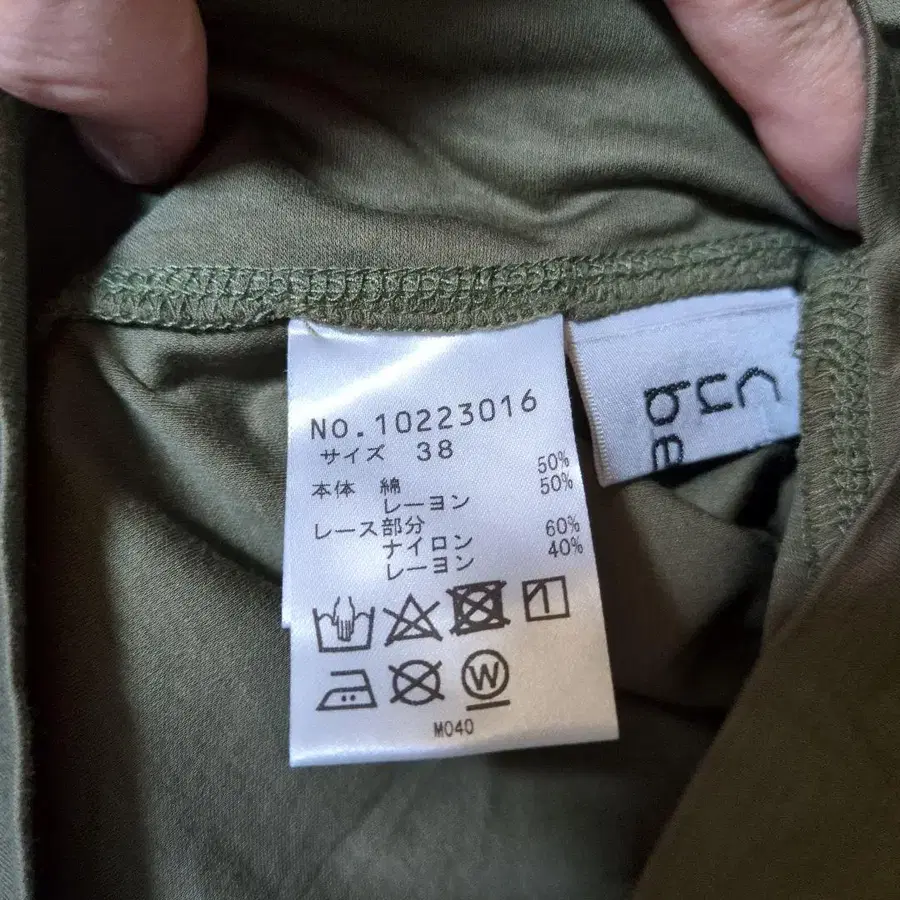 No.10223016
サイズ 38
本体 綿 50%
レーヨン 50%
レース部分
ナイロン 60%
レーヨン 40%
W
M040
cube